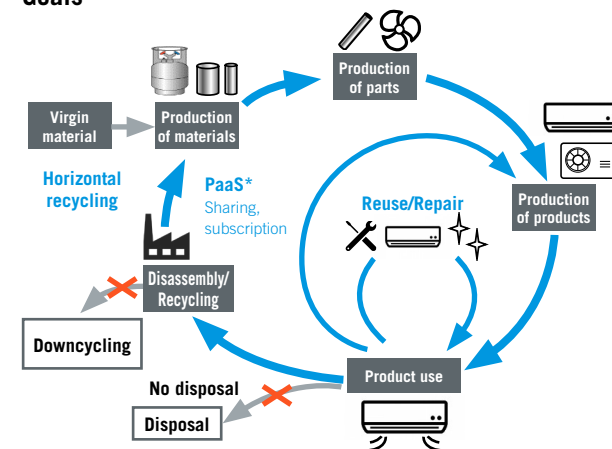 Goals
Production
of parts
Virgin
material
Production
of materials
Horizontal
recycling
PaaS*
Sharing,
subscription
Reuse/Repair
Production
of products
Disassembly/
Recycling
Downcycling
Product use
No disposal
Disposal